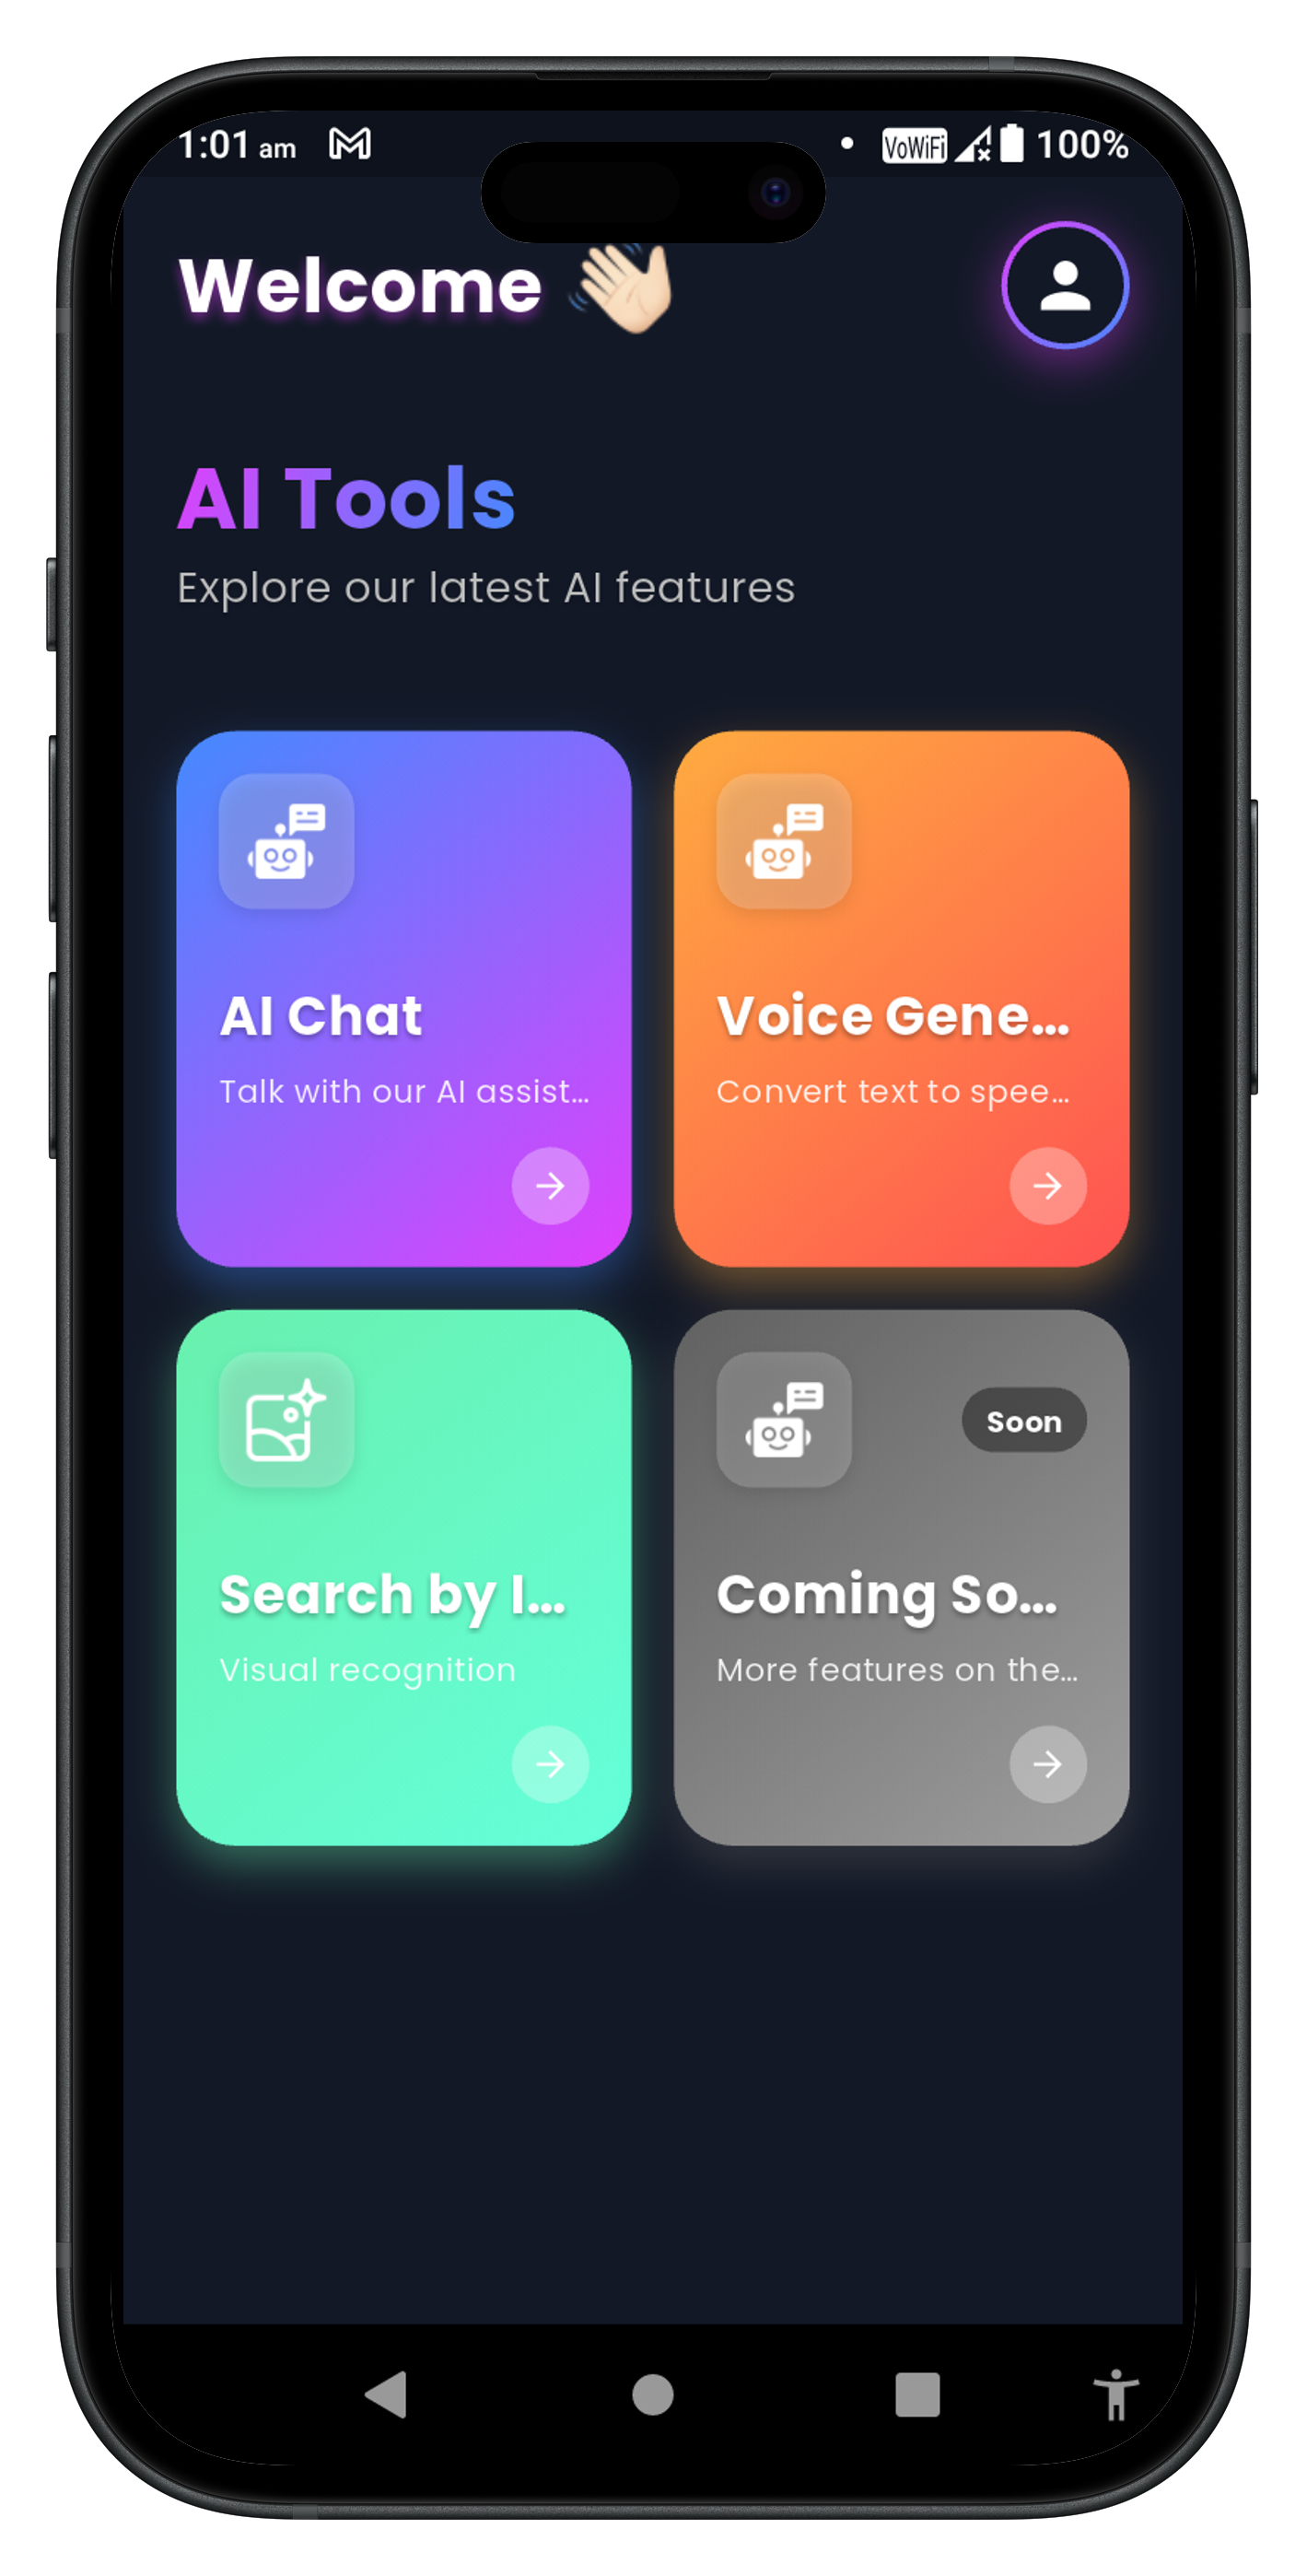 1:01 am VoWiFi 100%
Welcome 👋🏻
AI Tools
Explore our latest AI features
AI Chat
Talk with our AI assist...
Voice Gene...
Convert text to spee...
Search by I...
Visual recognition
Soon
Coming So...
More features on the...